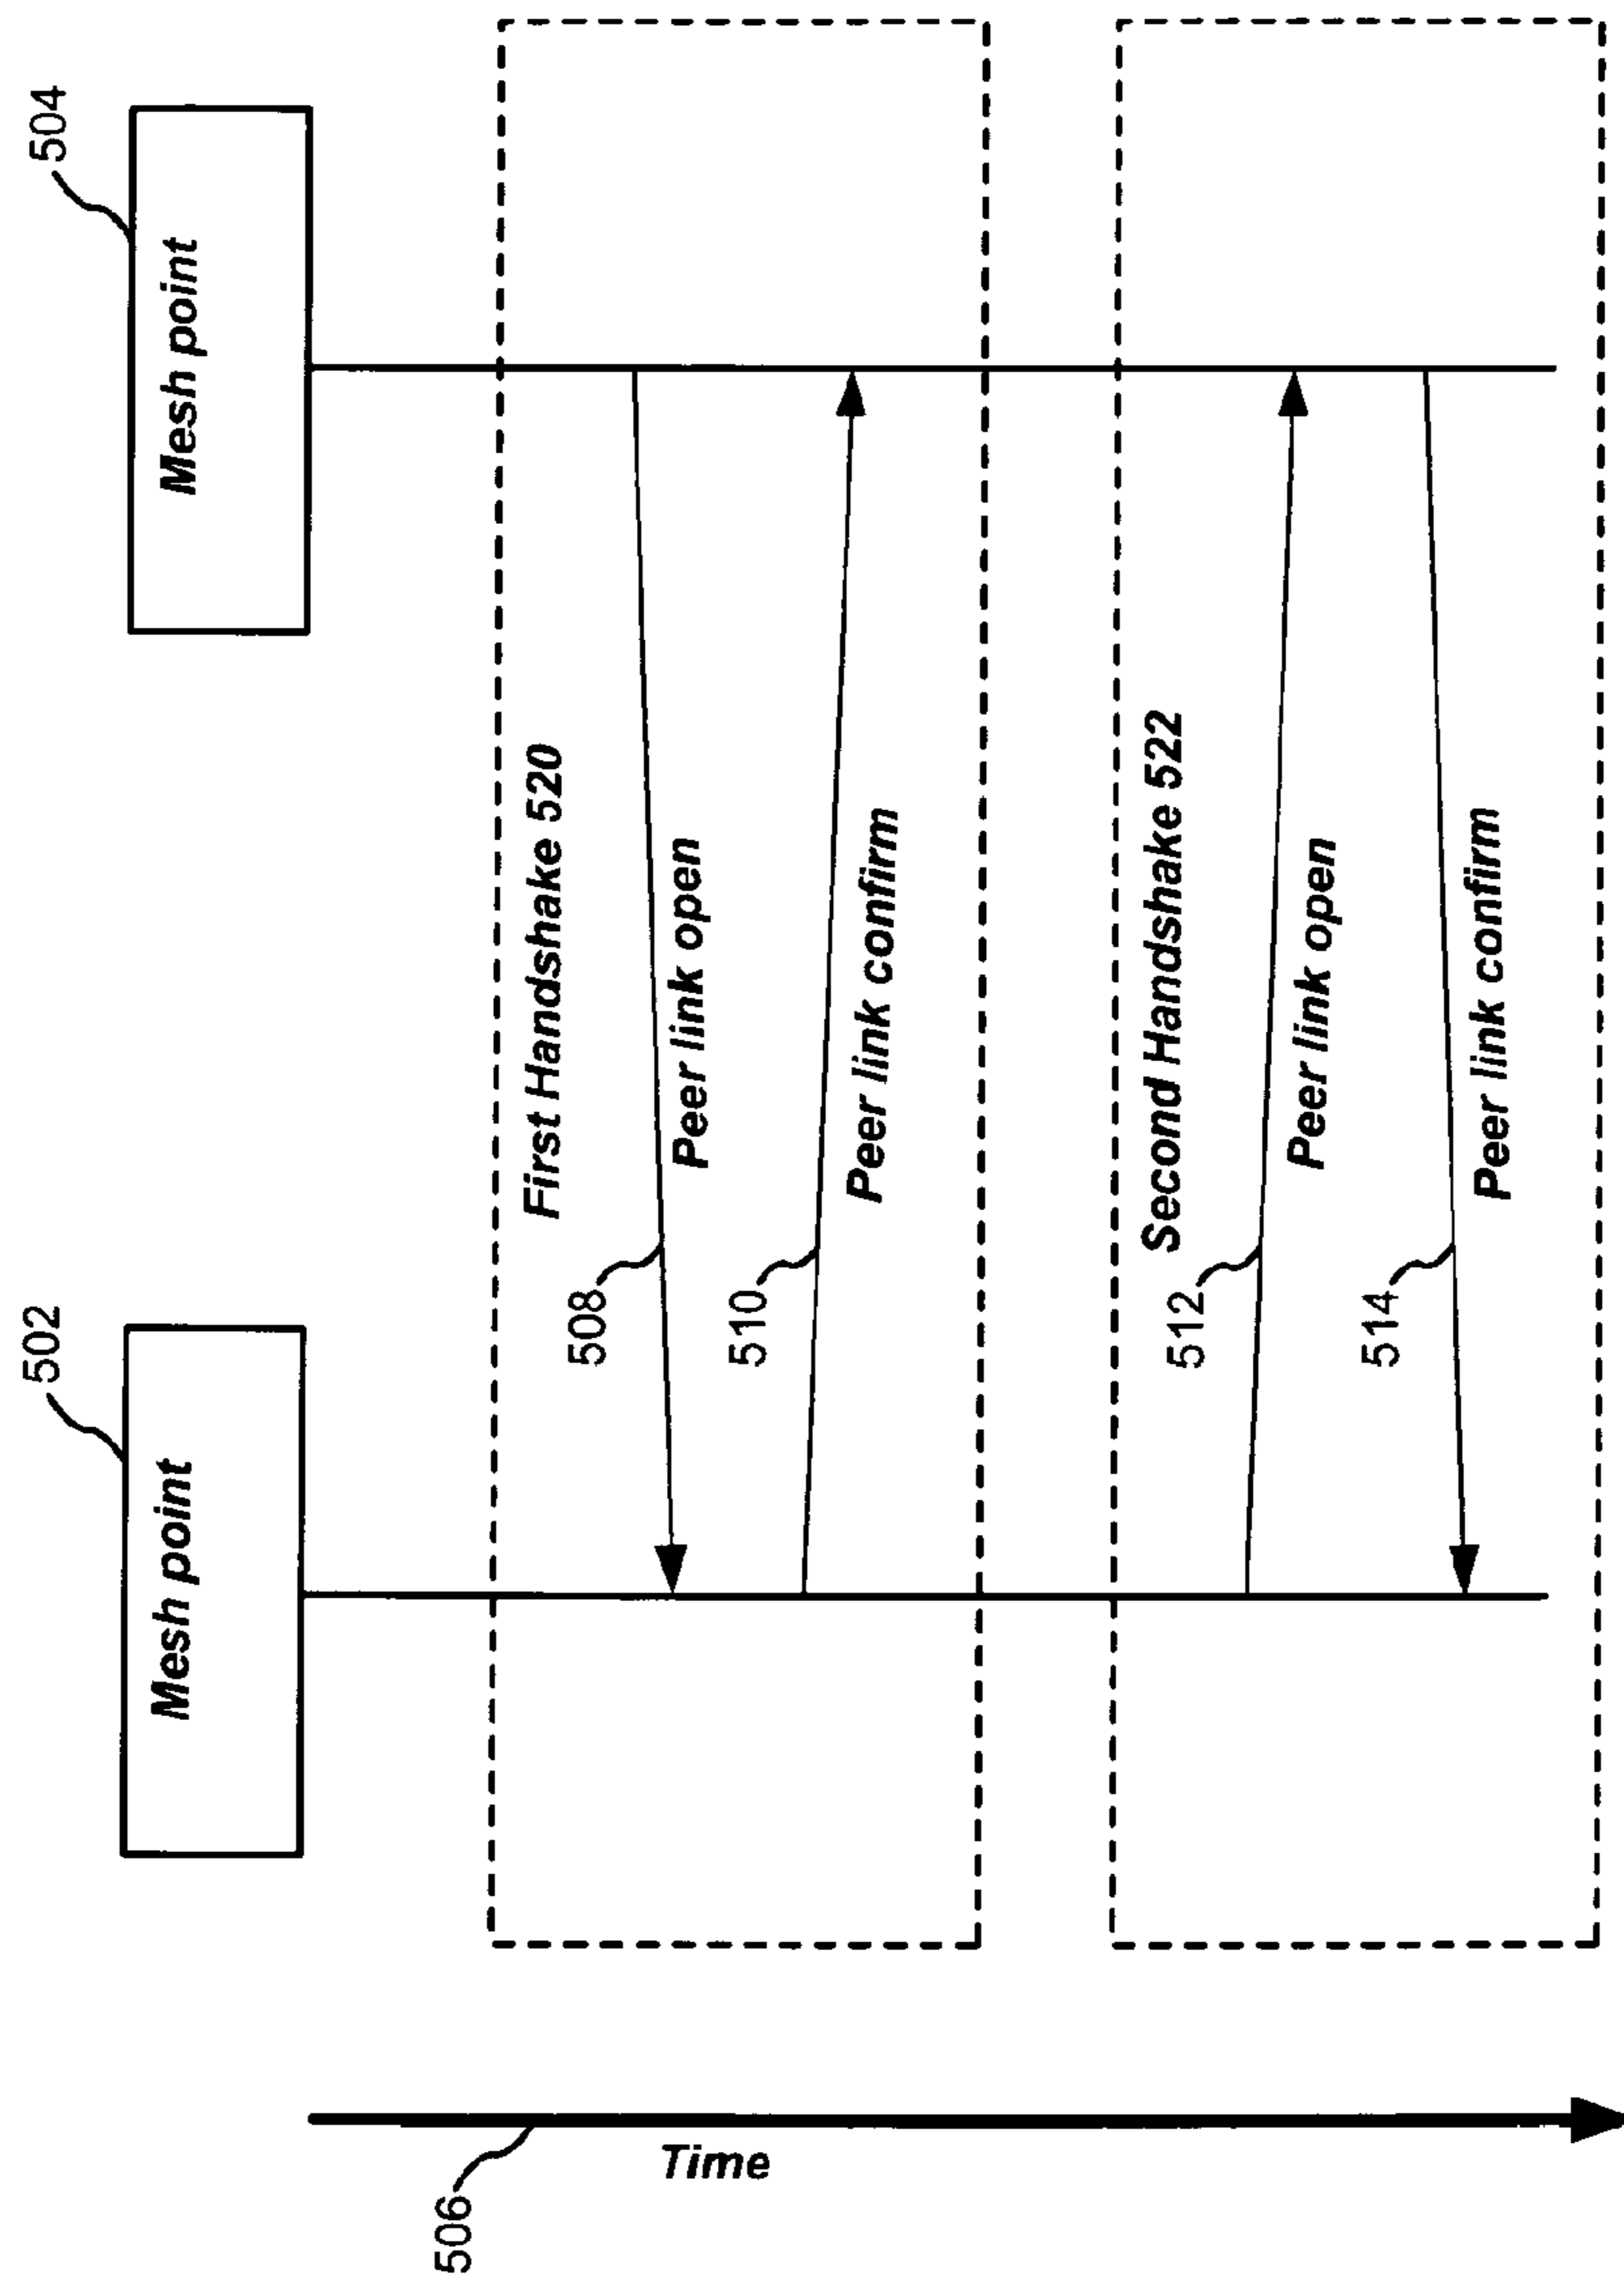 502
504
Mesh point
Mesh point
506
Time
First Handshake 520
508
Peer link open
510
Peer link confirm
Second Handshake 522
512
Peer link open
514
Peer link confirm